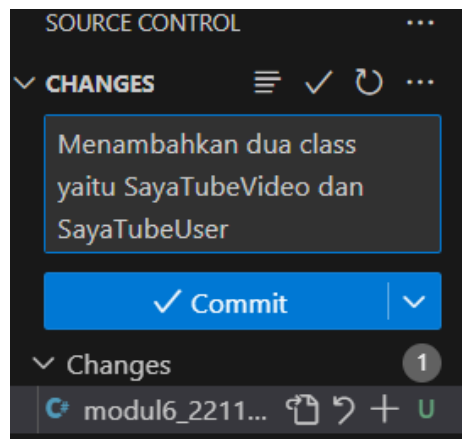 SOURCE CONTROL
CHANGES
Menambahkan dua class
yaitu SayaTubeVideo dan
SayaTubeUser
Commit
Changes 1
C# modul6_2211... U